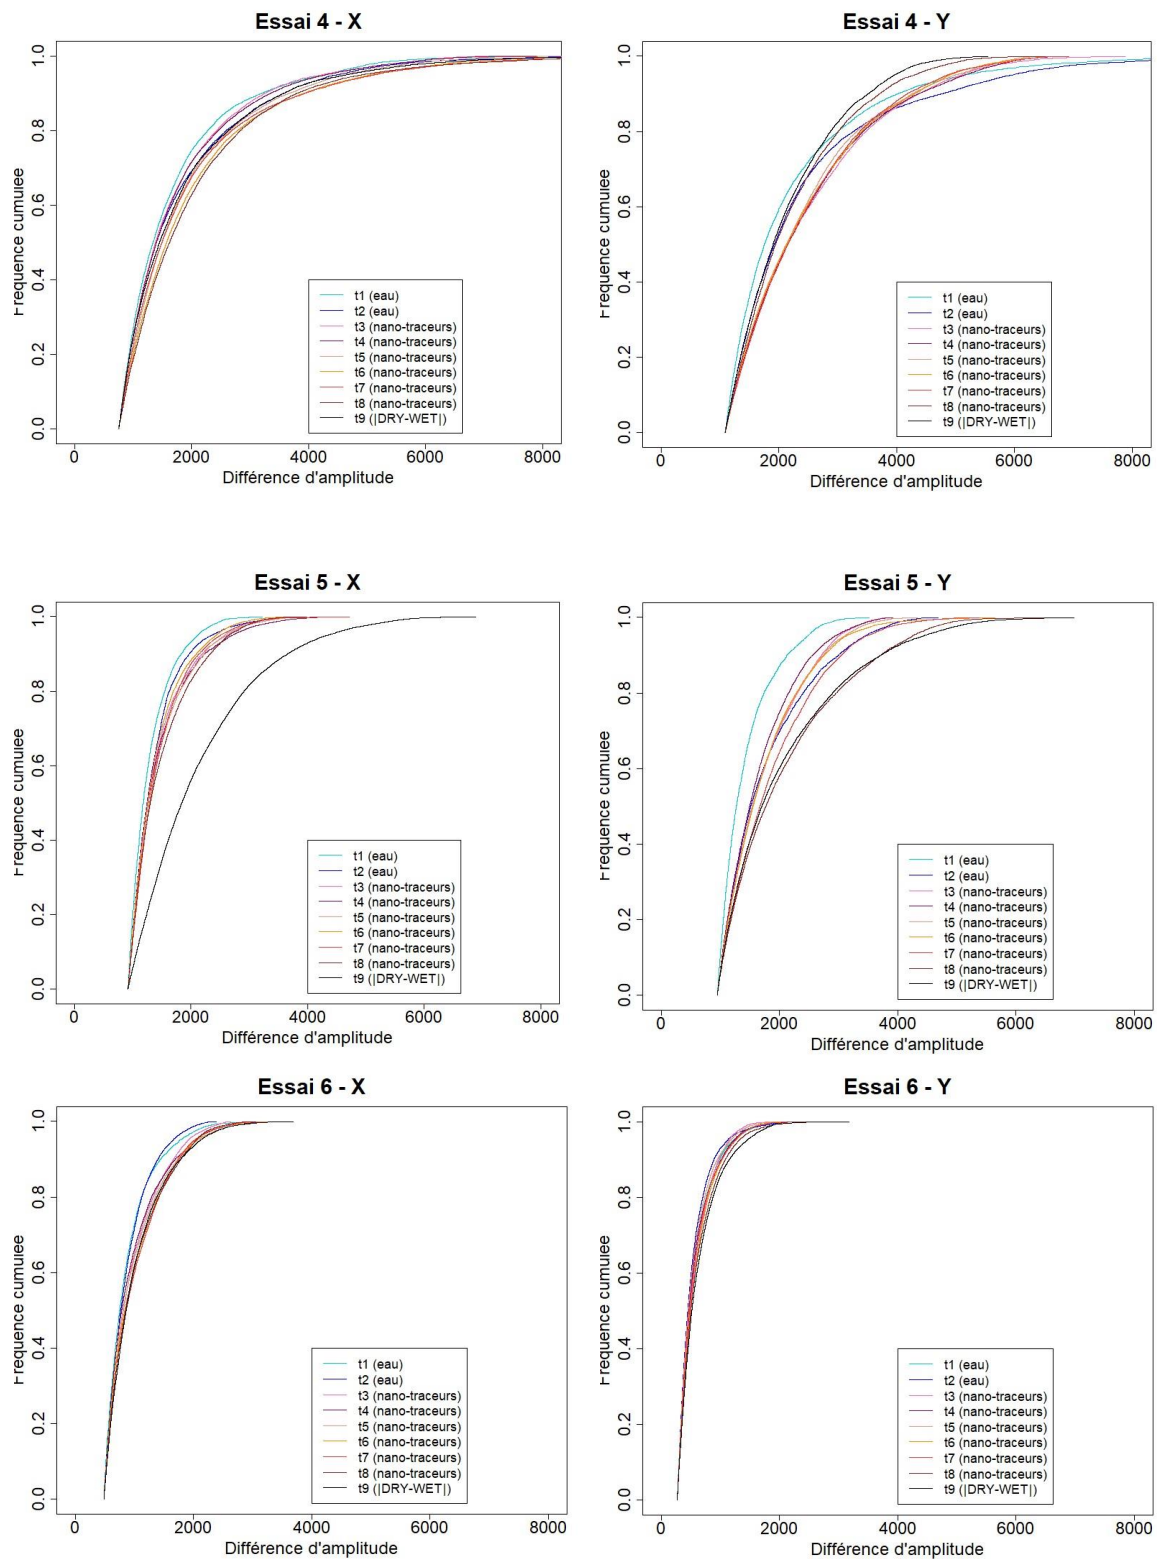 Essai 4 - X
Frequence cumulee
1.0
0.8
0.6
0.4
0.2
0.0
t1 (eau)
t2 (eau)
t3 (nano-traceurs)
t4 (nano-traceurs)
t5 (nano-traceurs)
t6 (nano-traceurs)
t7 (nano-traceurs)
t8 (nano-traceurs)
t9 (|DRY-WET|)
0 2000 4000 6000 8000
Différence d'amplitude
Essai 4 - Y
Frequence cumulee
1.0
0.8
0.6
0.4
0.2
0.0
t1 (eau)
t2 (eau)
t3 (nano-traceurs)
t4 (nano-traceurs)
t5 (nano-traceurs)
t6 (nano-traceurs)
t7 (nano-traceurs)
t8 (nano-traceurs)
t9 (|DRY-WET|)
0 2000 4000 6000 8000
Différence d'amplitude
Essai 5 - X
Frequence cumulee
1.0
0.8
0.6
0.4
0.2
0.0
t1 (eau)
t2 (eau)
t3 (nano-traceurs)
t4 (nano-traceurs)
t5 (nano-traceurs)
t6 (nano-traceurs)
t7 (nano-traceurs)
t8 (nano-traceurs)
t9 (|DRY-WET|)
0 2000 4000 6000 8000
Différence d'amplitude
Essai 5 - Y
Frequence cumulee
1.0
0.8
0.6
0.4
0.2
0.0
t1 (eau)
t2 (eau)
t3 (nano-traceurs)
t4 (nano-traceurs)
t5 (nano-traceurs)
t6 (nano-traceurs)
t7 (nano-traceurs)
t8 (nano-traceurs)
t9 (|DRY-WET|)
0 2000 4000 6000 8000
Différence d'amplitude
Essai 6 - X
Frequence cumulee
1.0
0.8
0.6
0.4
0.2
0.0
t1 (eau)
t2 (eau)
t3 (nano-traceurs)
t4 (nano-traceurs)
t5 (nano-traceurs)
t6 (nano-traceurs)
t7 (nano-traceurs)
t8 (nano-traceurs)
t9 (|DRY-WET|)
0 2000 4000 6000 8000
Différence d'amplitude
Essai 6 - Y
Frequence cumulee
1.0
0.8
0.6
0.4
0.2
0.0
t1 (eau)
t2 (eau)
t3 (nano-traceurs)
t4 (nano-traceurs)
t5 (nano-traceurs)
t6 (nano-traceurs)
t7 (nano-traceurs)
t8 (nano-traceurs)
t9 (|DRY-WET|)
0 2000 4000 6000 8000
Différence d'amplitude